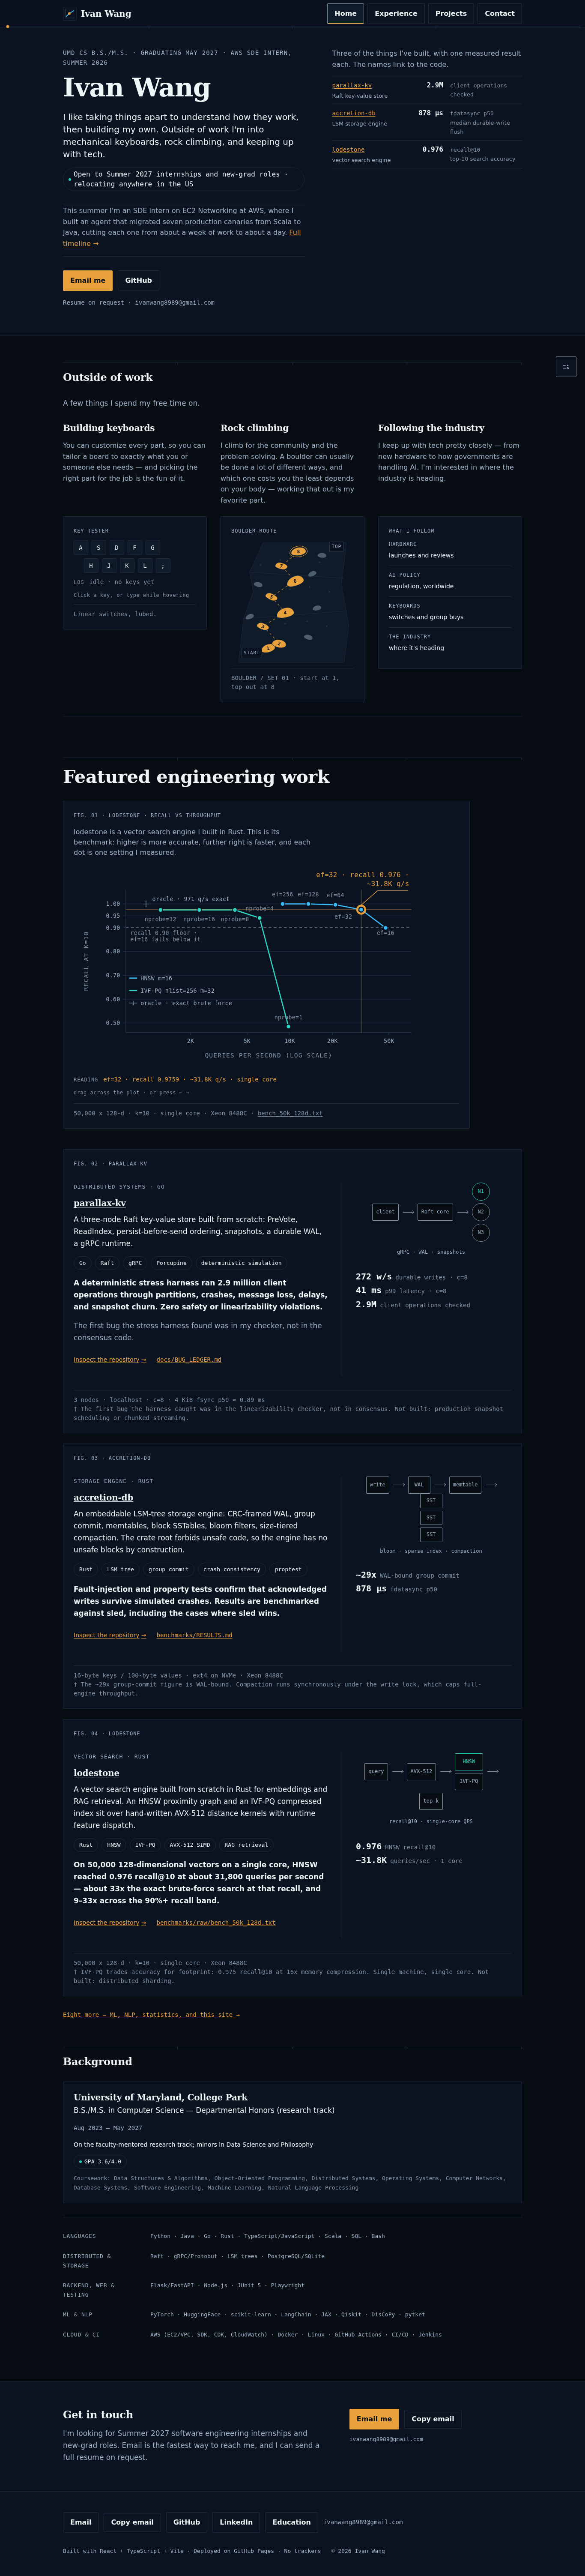 Ivan Wang
Home
Experience
Projects
Contact
UMD CS B.S./M.S. · GRADUATING MAY 2027 · AWS SDE INTERN,
SUMMER 2026
Ivan Wang
I like taking things apart to understand how they work,
then building my own. Outside of work I'm into
mechanical keyboards, rock climbing, and keeping up
with tech.
Open to Summer 2027 internships and new-grad roles ·
relocating anywhere in the US
This summer I'm an SDE intern on EC2 Networking at AWS, where I
built an agent that migrated seven production canaries from Scala to
Java, cutting each one from about a week of work to about a day. Full
timeline →
Email me
GitHub
Resume on request · ivanwang8989@gmail.com
Three of the things I've built, with one measured result
each. The names link to the code.
parallax-kv
Raft key-value store
2.9M
client operations
checked
accretion-db
LSM storage engine
878 µs
fdatasync p50
median durable-write
flush
lodestone
vector search engine
0.976
recall@10
top-10 search accuracy
Outside of work
A few things I spend my free time on.
Building keyboards
You can customize every part, so you can
tailor a board to exactly what you or
someone else needs — and picking the
right part for the job is the fun of it.
KEY TESTER
A S D F G
H J K L ;
LOG idle · no keys yet
Click a key, or type while hovering
Linear switches, lubed.
Rock climbing
I climb for the community and the
problem solving. A boulder can usually
be done a lot of different ways, and
which one costs you the least depends
on your body — working that out is my
favorite part.
BOULDER ROUTE
TOP
8
7
6
5
4
3
2
1
START
BOULDER / SET 01 · start at 1,
top out at 8
Following the industry
I keep up with tech pretty closely — from
new hardware to how governments are
handling AI. I'm interested in where the
industry is heading.
WHAT I FOLLOW
HARDWARE
launches and reviews
AI POLICY
regulation, worldwide
KEYBOARDS
switches and group buys
THE INDUSTRY
where it's heading
Featured engineering work
FIG. 01 · LODESTONE · RECALL VS THROUGHPUT
lodestone is a vector search engine I built in Rust. This is its
benchmark: higher is more accurate, further right is faster, and each
dot is one setting I measured.
ef=32 · recall 0.976 ·
~31.8K q/s
oracle · 971 q/s exact
ef=256 ef=128 ef=64
ef=32
ef=16
nprobe=32 nprobe=16 nprobe=8
nprobe=4
nprobe=1
recall 0.90 floor ·
ef=16 falls below it
1.00
0.95
0.90
0.80
0.70
0.60
0.50
RECALL AT K=10
HNSW m=16
IVF-PQ nlist=256 m=32
oracle · exact brute force
2K 5K 10K 20K 50K
QUERIES PER SECOND (LOG SCALE)
READING ef=32 · recall 0.9759 · ~31.8K q/s · single core
drag across the plot · or press ← →
50,000 x 128-d · k=10 · single core · Xeon 8488C · bench_50k_128d.txt
FIG. 02 · PARALLAX-KV
DISTRIBUTED SYSTEMS · GO
parallax-kv
A three-node Raft key-value store built from scratch: PreVote,
ReadIndex, persist-before-send ordering, snapshots, a durable WAL,
a gRPC runtime.
Go Raft gRPC Porcupine deterministic simulation
A deterministic stress harness ran 2.9 million client
operations through partitions, crashes, message loss, delays,
and snapshot churn. Zero safety or linearizability violations.
The first bug the stress harness found was in my checker, not in the
consensus code.
Inspect the repository → docs/BUG_LEDGER.md
client
Raft core
N1
N2
N3
gRPC · WAL · snapshots
272 w/s durable writes · c=8
41 ms p99 latency · c=8
2.9M client operations checked
3 nodes · localhost · c=8 · 4 KiB fsync p50 ≈ 0.89 ms
† The first bug the harness caught was in the linearizability checker, not in consensus. Not built: production snapshot
scheduling or chunked streaming.
FIG. 03 · ACCRETION-DB
STORAGE ENGINE · RUST
accretion-db
An embeddable LSM-tree storage engine: CRC-framed WAL, group
commit, memtables, block SSTables, bloom filters, size-tiered
compaction. The crate root forbids unsafe code, so the engine has no
unsafe blocks by construction.
Rust LSM tree group commit crash consistency proptest
Fault-injection and property tests confirm that acknowledged
writes survive simulated crashes. Results are benchmarked
against sled, including the cases where sled wins.
Inspect the repository → benchmarks/RESULTS.md
write
WAL
memtable
SST
SST
SST
bloom · sparse index · compaction
~29x WAL-bound group commit
878 µs fdatasync p50
16-byte keys / 100-byte values · ext4 on NVMe · Xeon 8488C
† The ~29x group-commit figure is WAL-bound. Compaction runs synchronously under the write lock, which caps full-
engine throughput.
FIG. 04 · LODESTONE
VECTOR SEARCH · RUST
lodestone
A vector search engine built from scratch in Rust for embeddings and
RAG retrieval. An HNSW proximity graph and an IVF-PQ compressed
index sit over hand-written AVX-512 distance kernels with runtime
feature dispatch.
Rust HNSW IVF-PQ AVX-512 SIMD RAG retrieval
On 50,000 128-dimensional vectors on a single core, HNSW
reached 0.976 recall@10 at about 31,800 queries per second
— about 33x the exact brute-force search at that recall, and
9–33x across the 90%+ recall band.
Inspect the repository → benchmarks/raw/bench_50k_128d.txt
query
AVX-512
HNSW
IVF-PQ
top-k
recall@10 · single-core QPS
0.976 HNSW recall@10
~31.8K queries/sec · 1 core
50,000 x 128-d · k=10 · single core · Xeon 8488C
† IVF-PQ trades accuracy for footprint: 0.975 recall@10 at 16x memory compression. Single machine, single core. Not
built: distributed sharding.
Eight more — ML, NLP, statistics, and this site →
Background
University of Maryland, College Park
B.S./M.S. in Computer Science — Departmental Honors (research track)
Aug 2023 — May 2027
On the faculty-mentored research track; minors in Data Science and Philosophy
GPA 3.6/4.0
Coursework: Data Structures & Algorithms, Object-Oriented Programming, Distributed Systems, Operating Systems, Computer Networks,
Database Systems, Software Engineering, Machine Learning, Natural Language Processing
LANGUAGES
Python · Java · Go · Rust · TypeScript/JavaScript · Scala · SQL · Bash
DISTRIBUTED &
STORAGE
Raft · gRPC/Protobuf · LSM trees · PostgreSQL/SQLite
BACKEND, WEB &
TESTING
Flask/FastAPI · Node.js · JUnit 5 · Playwright
ML & NLP
PyTorch · HuggingFace · scikit-learn · LangChain · JAX · Qiskit · DisCoPy · pytket
CLOUD & CI
AWS (EC2/VPC, SDK, CDK, CloudWatch) · Docker · Linux · GitHub Actions · CI/CD · Jenkins
Get in touch
I'm looking for Summer 2027 software engineering internships and
new-grad roles. Email is the fastest way to reach me, and I can send a
full resume on request.
Email me
Copy email
ivanwang8989@gmail.com
Email
Copy email
GitHub
LinkedIn
Education
ivanwang8989@gmail.com
Built with React + TypeScript + Vite · Deployed on GitHub Pages · No trackers © 2026 Ivan Wang